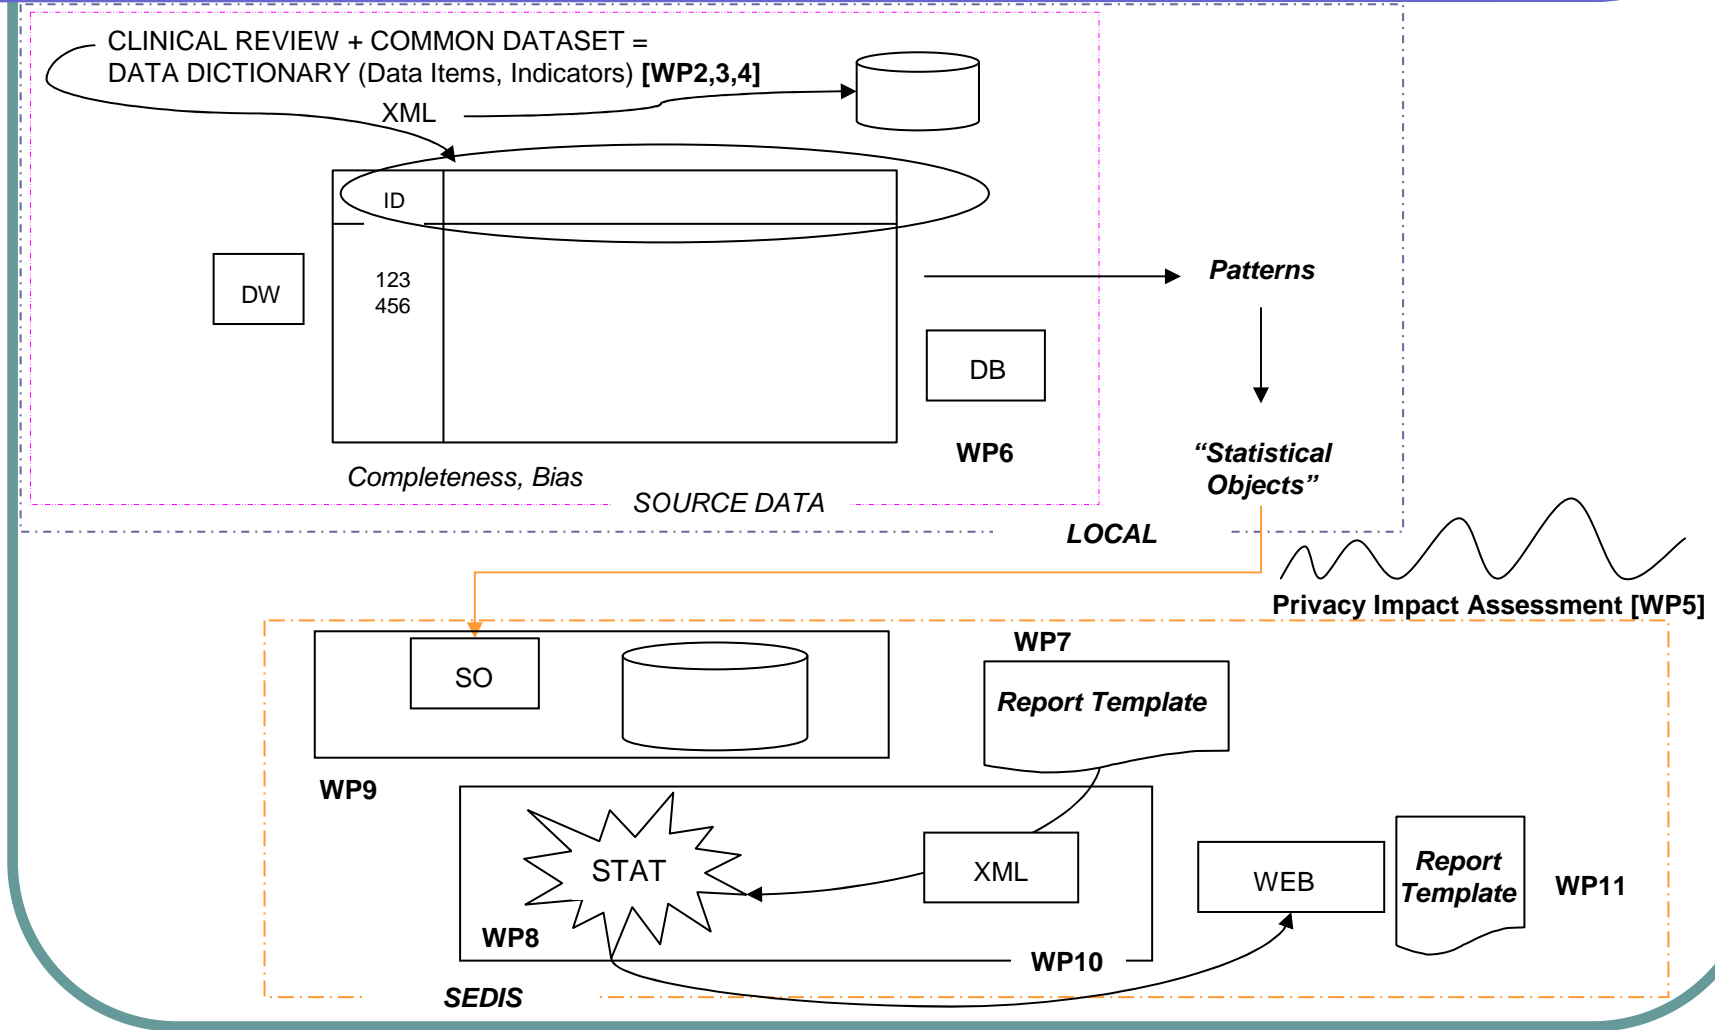 CLINICAL REVIEW + COMMON DATASET =
DATA DICTIONARY (Data Items, Indicators) [WP2,3,4]
XML
ID
123
456
DW
DB
WP6
Patterns
“Statistical
Objects”
Completeness, Bias
SOURCE DATA
LOCAL
Privacy Impact Assessment [WP5]
SO
WP9
WP7
Report Template
STAT
XML
WP8
WP10
WEB
Report
Template
WP11
SEDIS